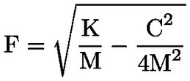 F = √(K/M − C²/4M²)